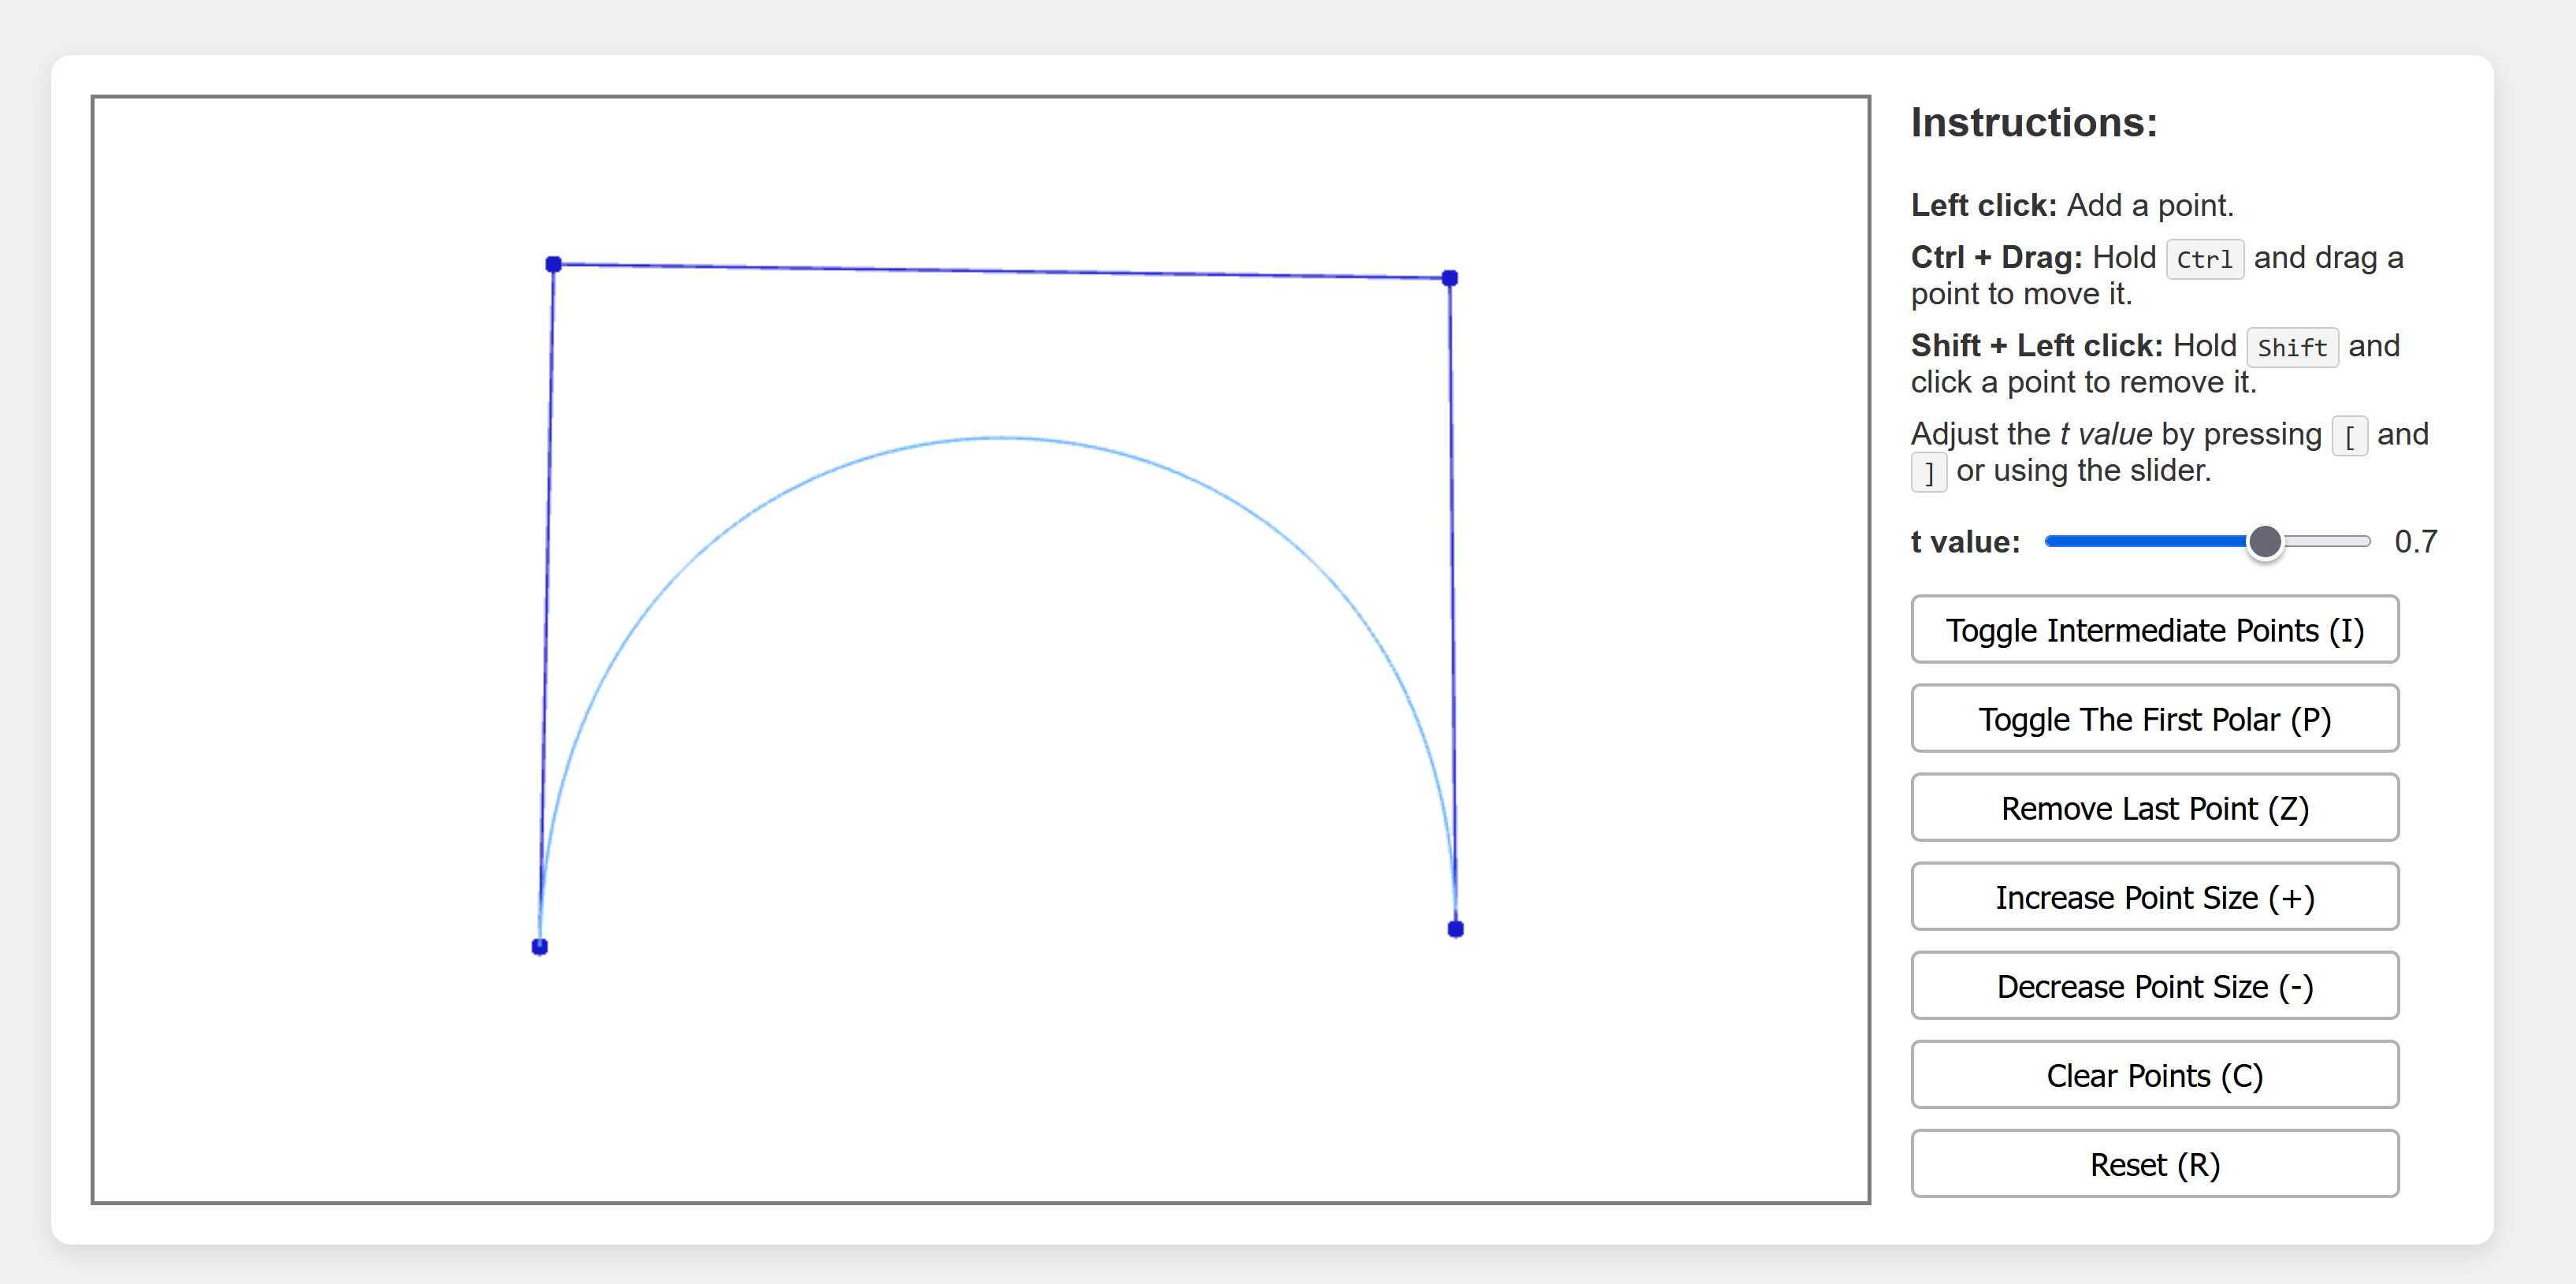 Instructions:
Left click: Add a point.
Ctrl + Drag: Hold Ctrl and drag a
point to move it.
Shift + Left click: Hold Shift and
click a point to remove it.
Adjust the t value by pressing [ and
] or using the slider.
t value: 0.7
Toggle Intermediate Points (I)
Toggle The First Polar (P)
Remove Last Point (Z)
Increase Point Size (+)
Decrease Point Size (-)
Clear Points (C)
Reset (R)